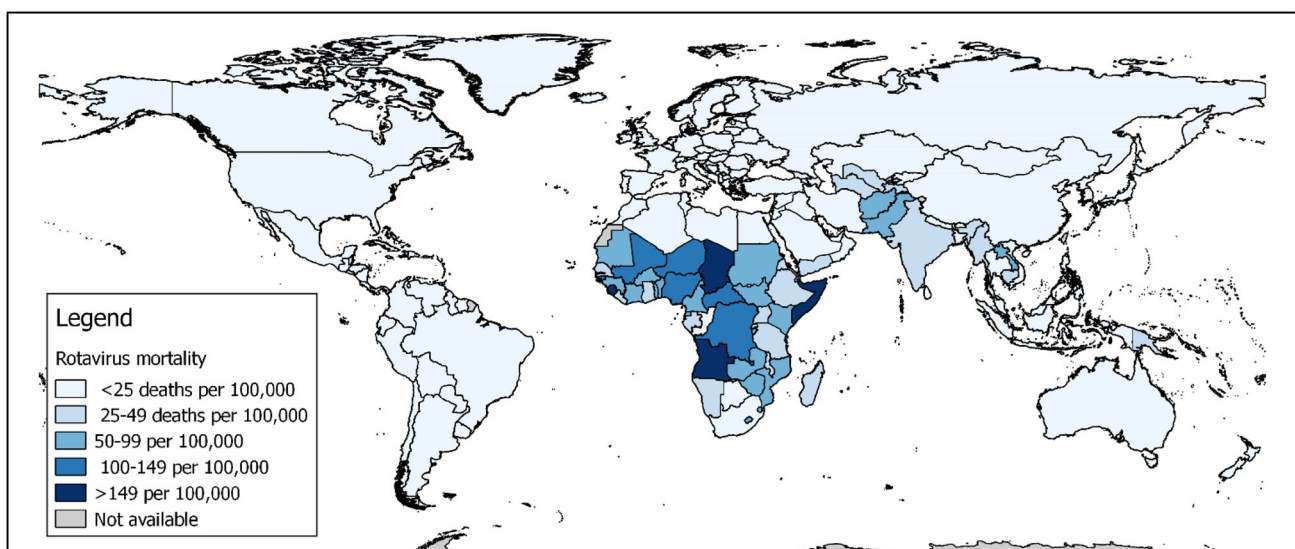 Legend
Rotavirus mortality
<25 deaths per 100,000
25-49 deaths per 100,000
50-99 per 100,000
100-149 per 100,000
>149 per 100,000
Not available